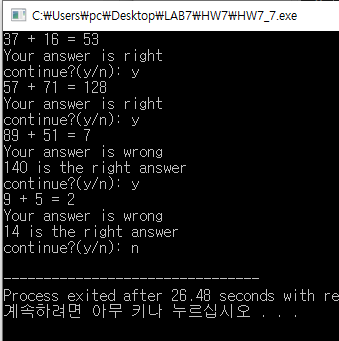 C:₩Users₩pc₩Desktop₩LAB7₩HW7₩HW7_7.exe
37 + 16 = 53
Your answer is right
continue?(y/n): y
57 + 71 = 128
Your answer is right
continue?(y/n): y
89 + 51 = 7
Your answer is wrong
140 is the right answer
continue?(y/n): y
9 + 5 = 2
Your answer is wrong
14 is the right answer
continue?(y/n): n
--------------------------------
Process exited after 26.48 seconds with re
계속하려면 아무 키나 누르십시오 . . .